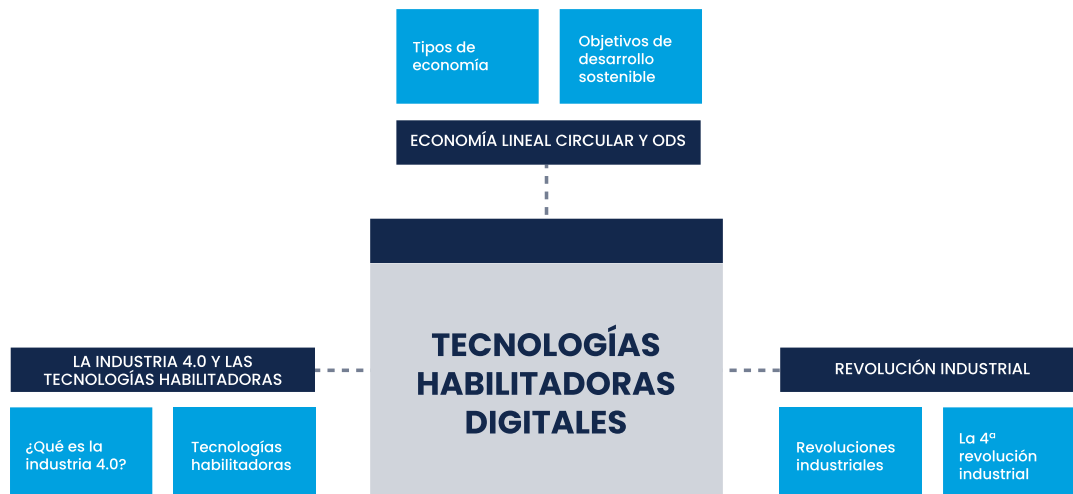 Tipos de
economía
Objetivos de
desarrollo
sostenible
ECONOMÍA LINEAL CIRCULAR Y ODS
TECNOLOGÍAS
HABILITADORAS
DIGITALES
LA INDUSTRIA 4.0 Y LAS
TECNOLOGÍAS HABILITADORAS
¿Qué es la
industria 4.0?
Tecnologías
habilitadoras
REVOLUCIÓN INDUSTRIAL
Revoluciones
industriales
La 4ª
revolución
industrial